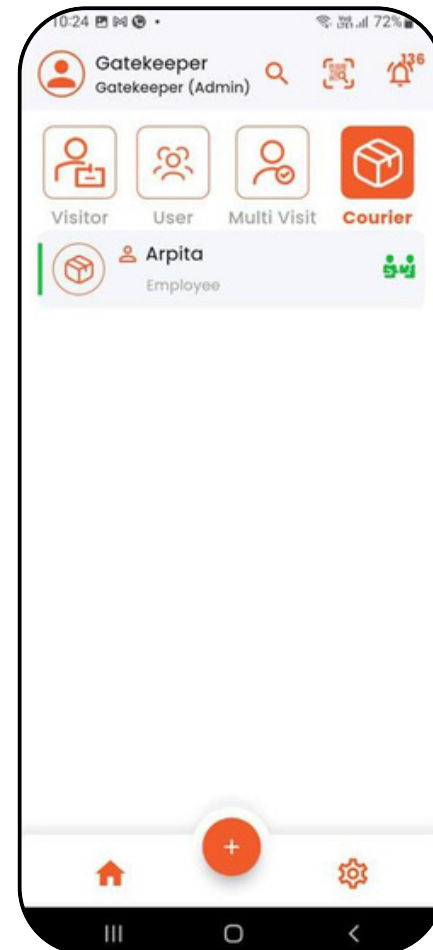 10:24
72%
Gatekeeper
Gatekeeper (Admin)
136
Visitor
User
Multi Visit
Courier
Arpita
Employee
+